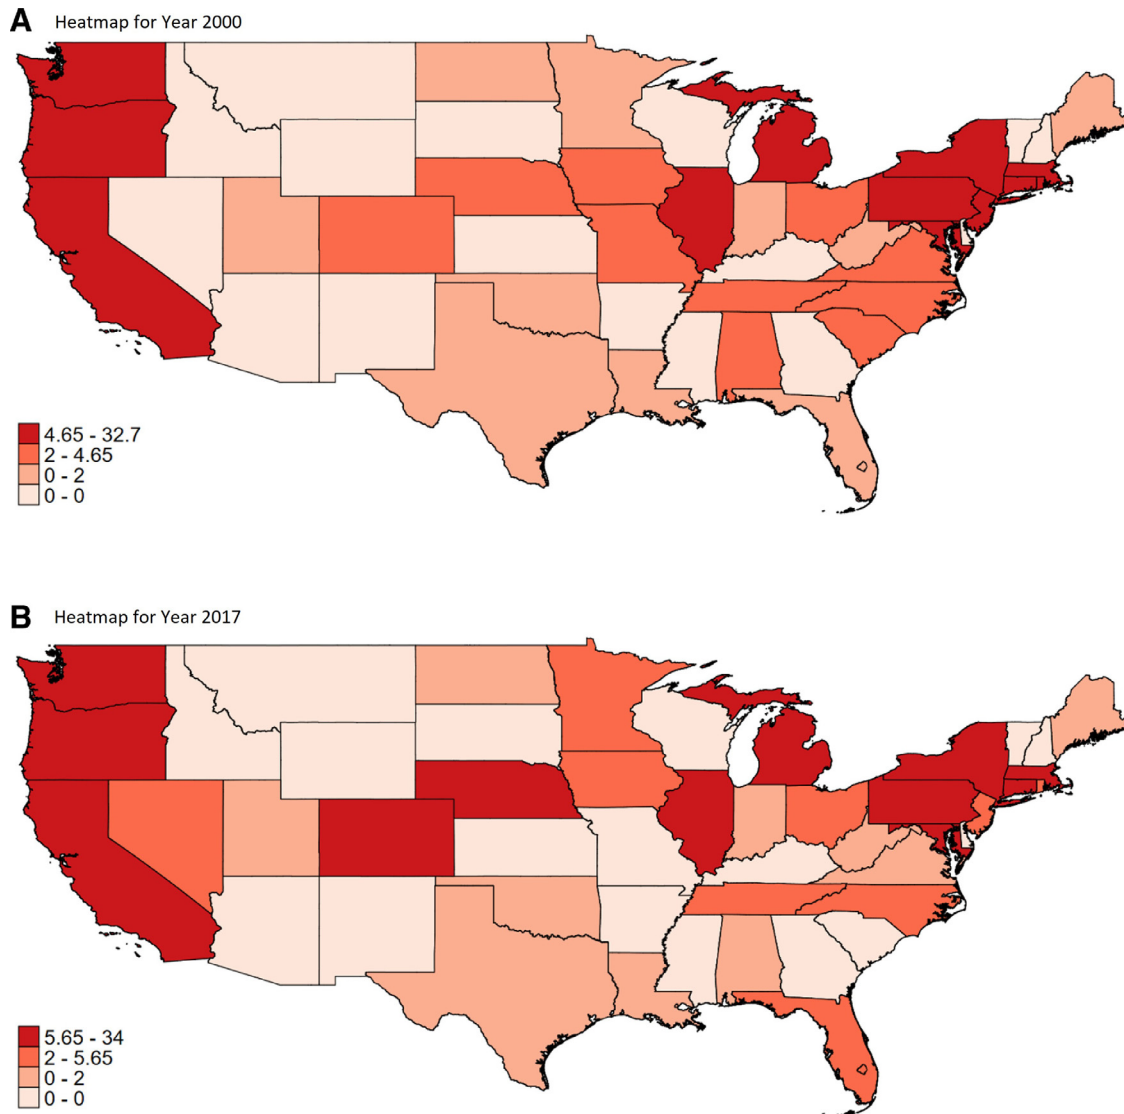 A Heatmap for Year 2000
4.65 - 32.7
2 - 4.65
0 - 2
0 - 0
B Heatmap for Year 2017
5.65 - 34
2 - 5.65
0 - 2
0 - 0